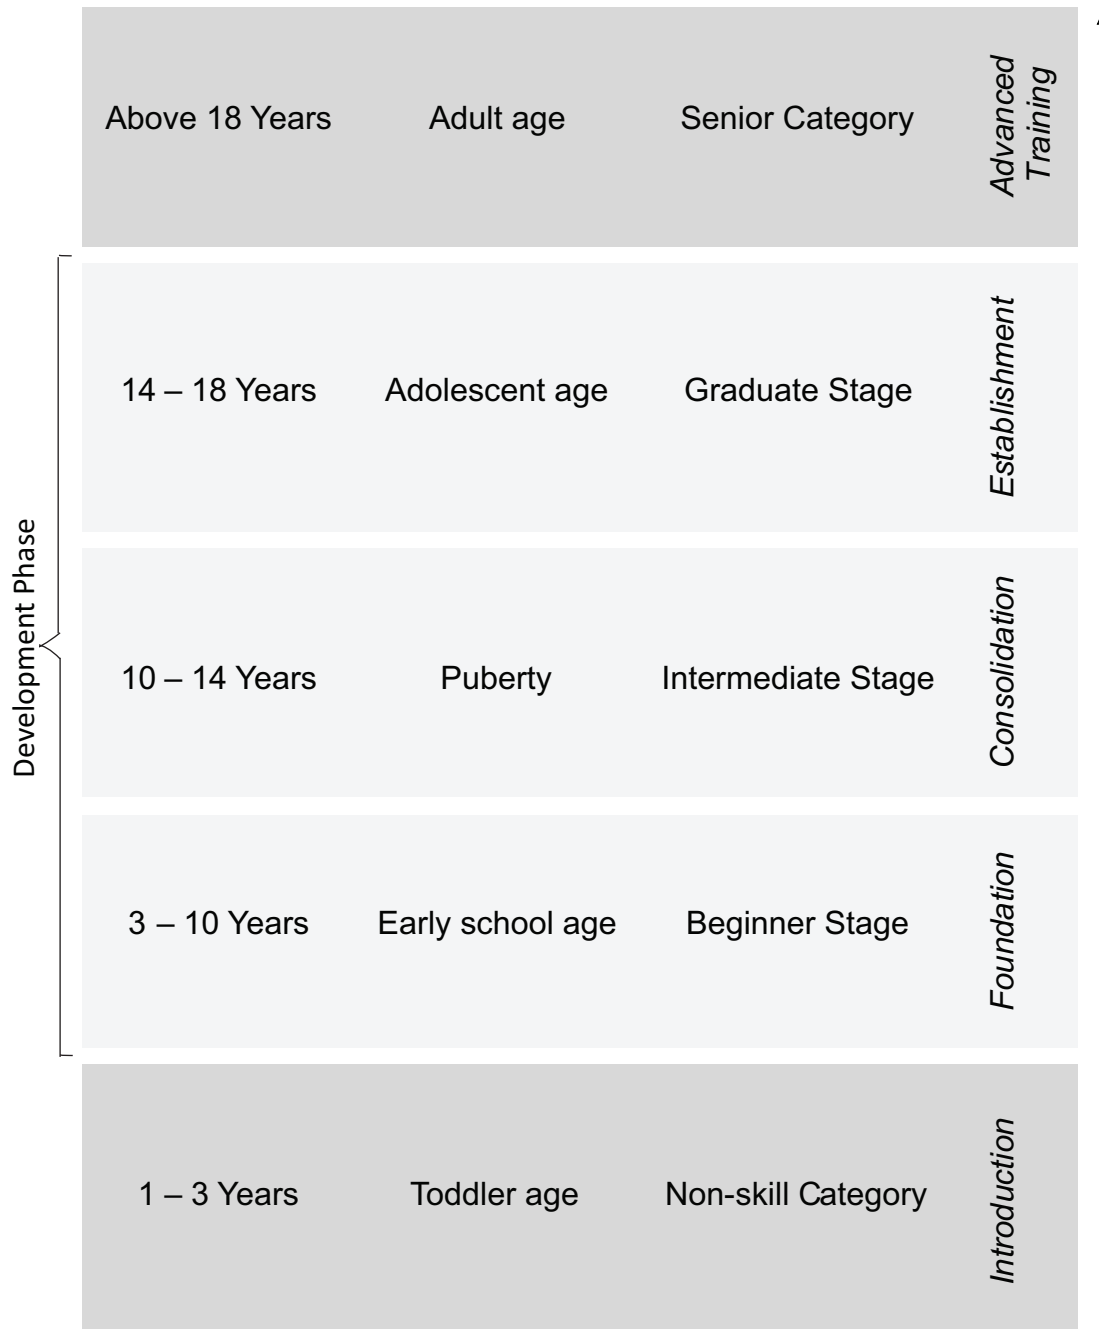 Above 18 Years Adult age Senior Category Advanced Training
14 – 18 Years Adolescent age Graduate Stage Establishment
Development Phase
10 – 14 Years Puberty Intermediate Stage Consolidation
3 – 10 Years Early school age Beginner Stage Foundation
1 – 3 Years Toddler age Non-skill Category Introduction